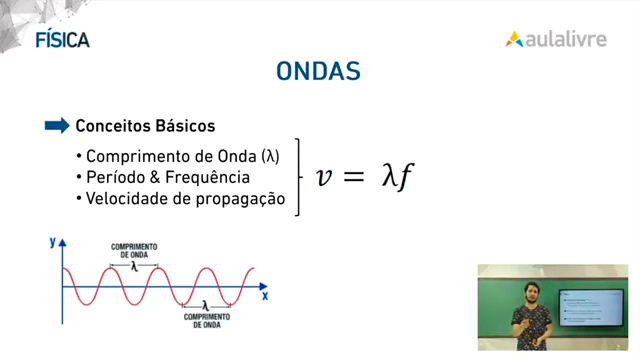 FÍSICA
aulalivre
ONDAS
Conceitos Básicos
• Comprimento de Onda (λ)
• Período & Frequência
• Velocidade de propagação
v = λf
y
COMPRIMENTO
DE ONDA
λ
x
λ
COMPRIMENTO
DE ONDA